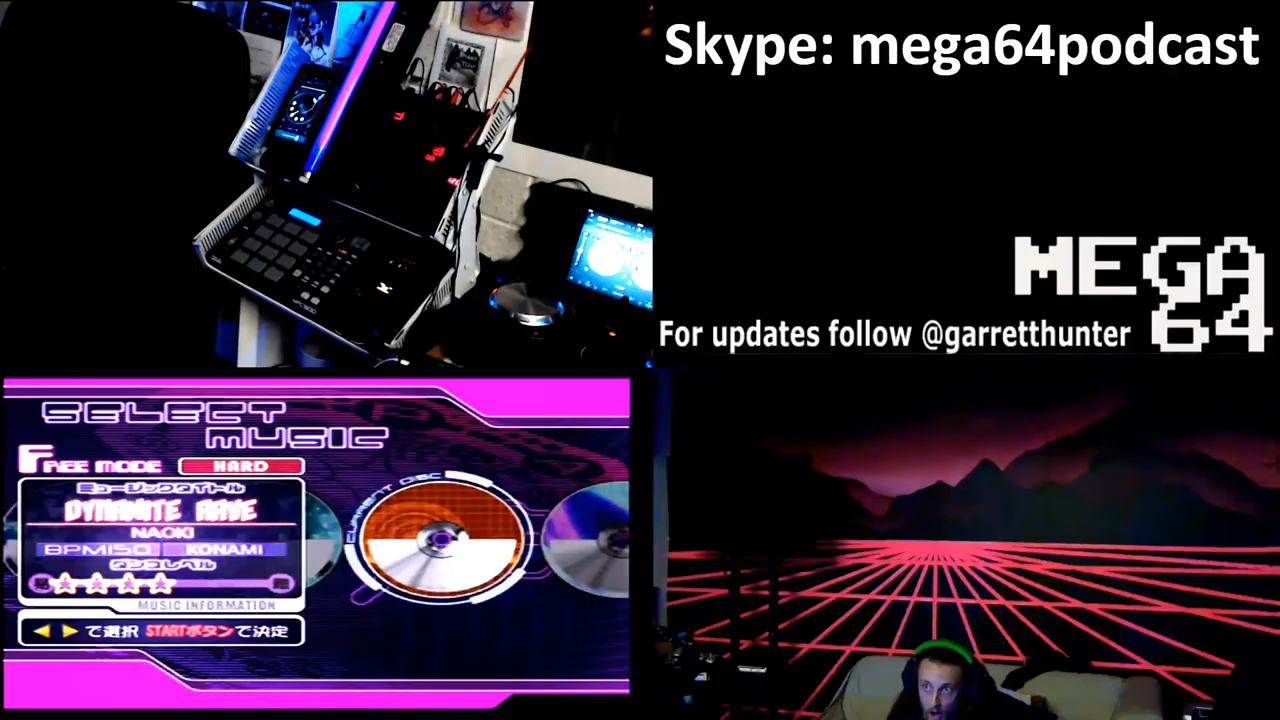 Skype: mega64podcast
MEGA
64
For updates follow @garretthunter
SELECT
MUSIC
FREE MODE
HARD
ミュージックタイトル
DYNAMITE RAVE
NAOKI
BPM150 KONAMI
ダンスレベル
MUSIC INFORMATION
で選択 STARTボタンで決定
CURRENT DISC